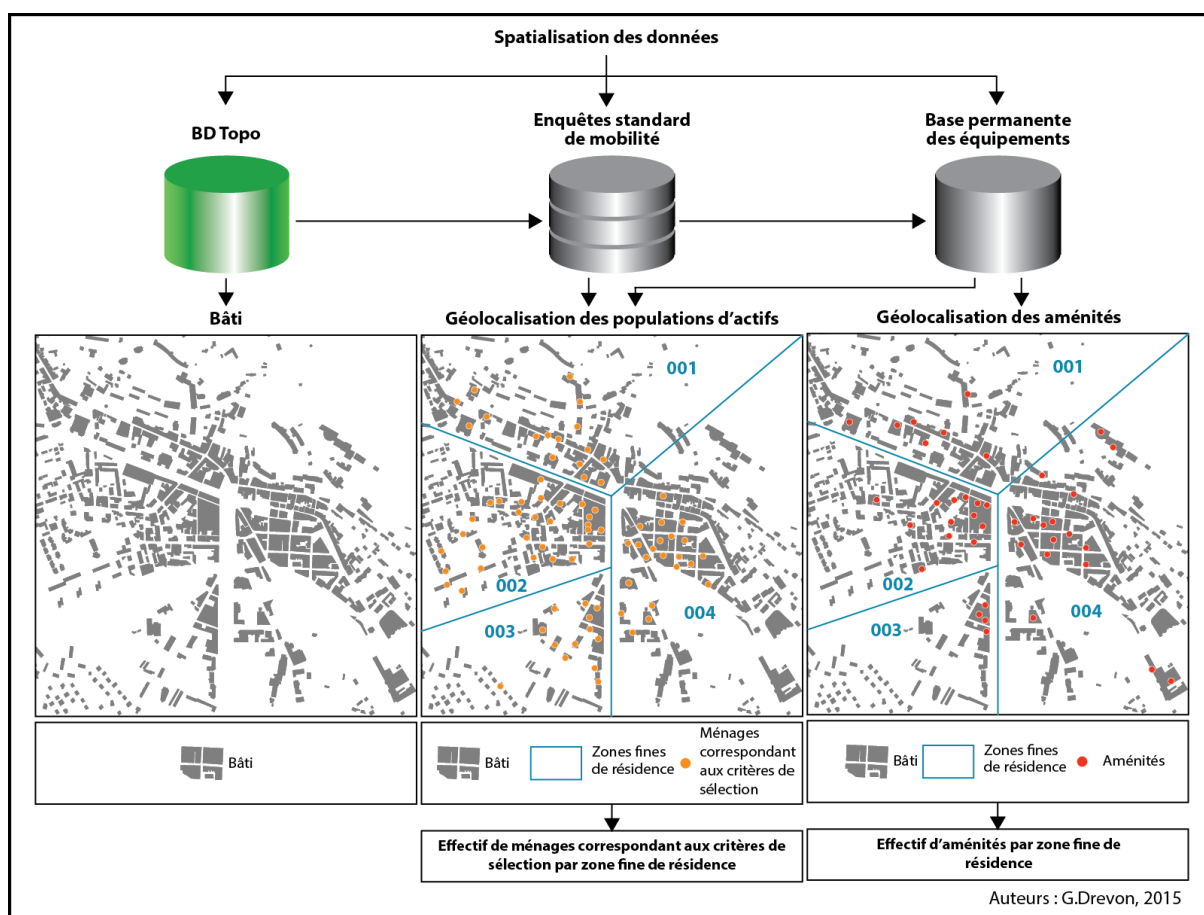 Spatialisation des données
BD Topo
Enquêtes standard
de mobilité
Base permanente
des équipements
Bâti
Géolocalisation des populations d'actifs
Géolocalisation des aménités
001
002
003
004
001
002
003
004
Bâti
Bâti
Zones fines
de résidence
Ménages
correspondant
aux critères de
sélection
Bâti
Zones fines
de résidence
Aménités
Effectif de ménages correspondant aux critères de
sélection par zone fine de résidence
Effectif d'aménités par zone fine de
résidence
Auteurs : G.Drevon, 2015